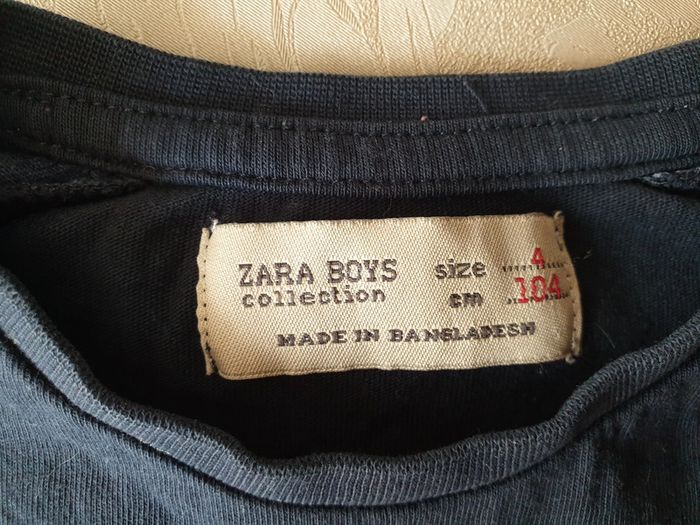 ZARA BOYS size 4
collection cm 104
MADE IN BANGLADESH